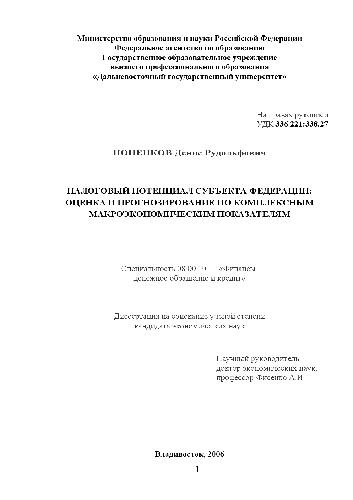 Министерство образования и науки Российской Федерации
Федеральное агентство по образованию
Государственное образовательное учреждение
высшего профессионального образования
«Дальневосточный государственный университет»
На правах рукописи
УДК 336.221:338.27
Денис Рудольфович
НАЛОГОВЫЙ ПОТЕНЦИАЛ СУБЪЕКТА ФЕДЕРАЦИИ:
ОЦЕНКА И ПРОГНОЗИРОВАНИЕ ПО КОМПЛЕКСНЫМ
МАКРОЭКОНОМИЧЕСКИМ ПОКАЗАТЕЛЯМ
Специальность 08.00.10 – «Финансы,
денежное обращение и кредит»
Диссертация на соискание ученой степени
кандидата экономических наук
Научный руководитель
доктор экономических наук,
профессор Фисенко А.И.
Владивосток, 2006
1